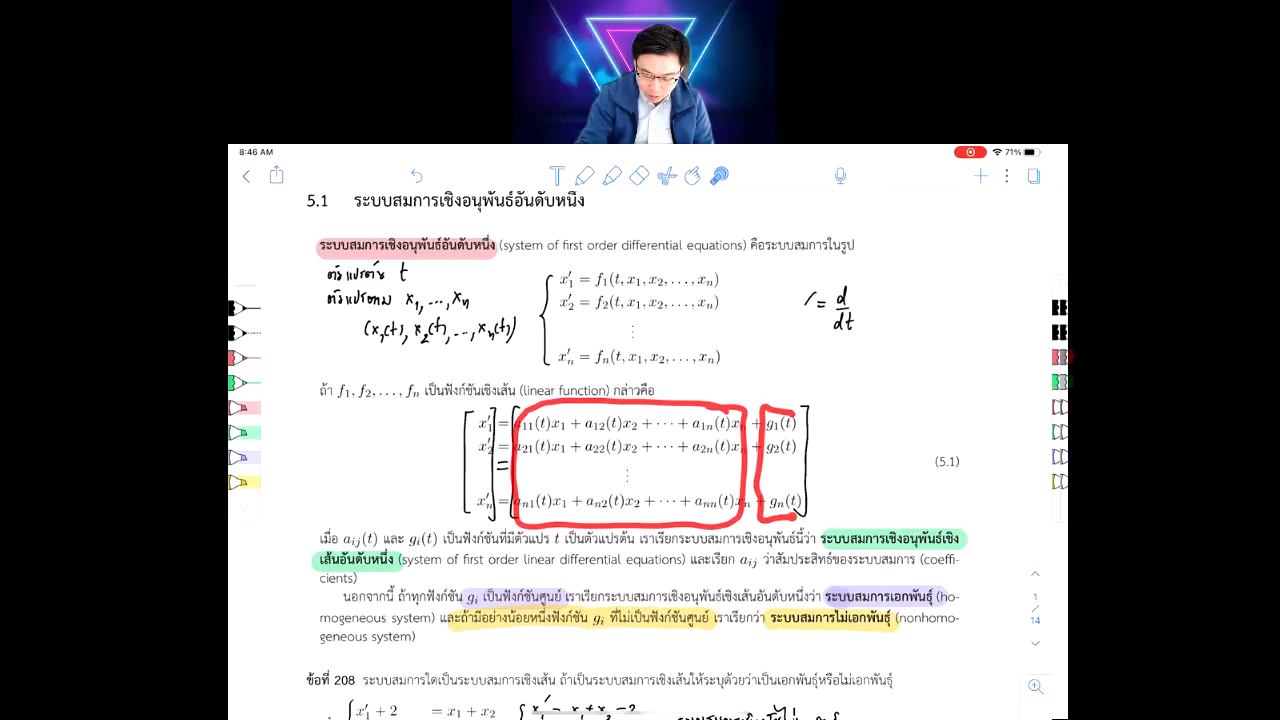 8:46 AM
71%
5.1 ระบบสมการเชิงอนุพันธ์อันดับหนึ่ง
ระบบสมการเชิงอนุพันธ์อันดับหนึ่ง (system of first order differential equations) คือระบบสมการในรูป
ตัวแปรต้น t
ตัวแปรตาม x₁,...,xₙ
(x₁(t), x₂(t),..., xₙ(t))
x′₁ = f₁(t, x₁, x₂, . . . , xₙ)
x′₂ = f₂(t, x₁, x₂, . . . , xₙ)
⋮
x′ₙ = fₙ(t, x₁, x₂, . . . , xₙ)
′ = d/dt
ถ้า f₁, f₂, . . . , fₙ เป็นฟังก์ชันเชิงเส้น (linear function) กล่าวคือ
x′₁ = a₁₁(t)x₁ + a₁₂(t)x₂ + · · · + a₁ₙ(t)xₙ + g₁(t)
x′₂ = a₂₁(t)x₁ + a₂₂(t)x₂ + · · · + a₂ₙ(t)xₙ + g₂(t)
=
⋮
(5.1)
x′ₙ = aₙ₁(t)x₁ + aₙ₂(t)x₂ + · · · + aₙₙ(t)xₙ + gₙ(t)
เมื่อ aᵢⱼ(t) และ gᵢ(t) เป็นฟังก์ชันที่มีตัวแปร t เป็นตัวแปรต้น เราเรียกระบบสมการเชิงอนุพันธ์นี้ว่า ระบบสมการเชิงอนุพันธ์เชิง
เส้นอันดับหนึ่ง (system of first order linear differential equations) และเรียก aᵢⱼ ว่าสัมประสิทธ์ของระบบสมการ (coeffi-
cients)
นอกจากนี้ ถ้าทุกฟังก์ชัน gᵢ เป็นฟังก์ชันศูนย์ เราเรียกระบบสมการเชิงอนุพันธ์เชิงเส้นอันดับหนึ่งว่า ระบบสมการเอกพันธุ์ (ho-
mogeneous system) และถ้ามีอย่างน้อยหนึ่งฟังก์ชัน gᵢ ที่ไม่เป็นฟังก์ชันศูนย์ เราเรียกว่า ระบบสมการไม่เอกพันธุ์ (nonhomo-
geneous system)
1
/
14
ข้อที่ 208 ระบบสมการใดเป็นระบบสมการเชิงเส้น ถ้าเป็นระบบสมการเชิงเส้นให้ระบุด้วยว่าเป็นเอกพันธุ์หรือไม่เอกพันธุ์
x′₁ + 2 = x₁ + x₂